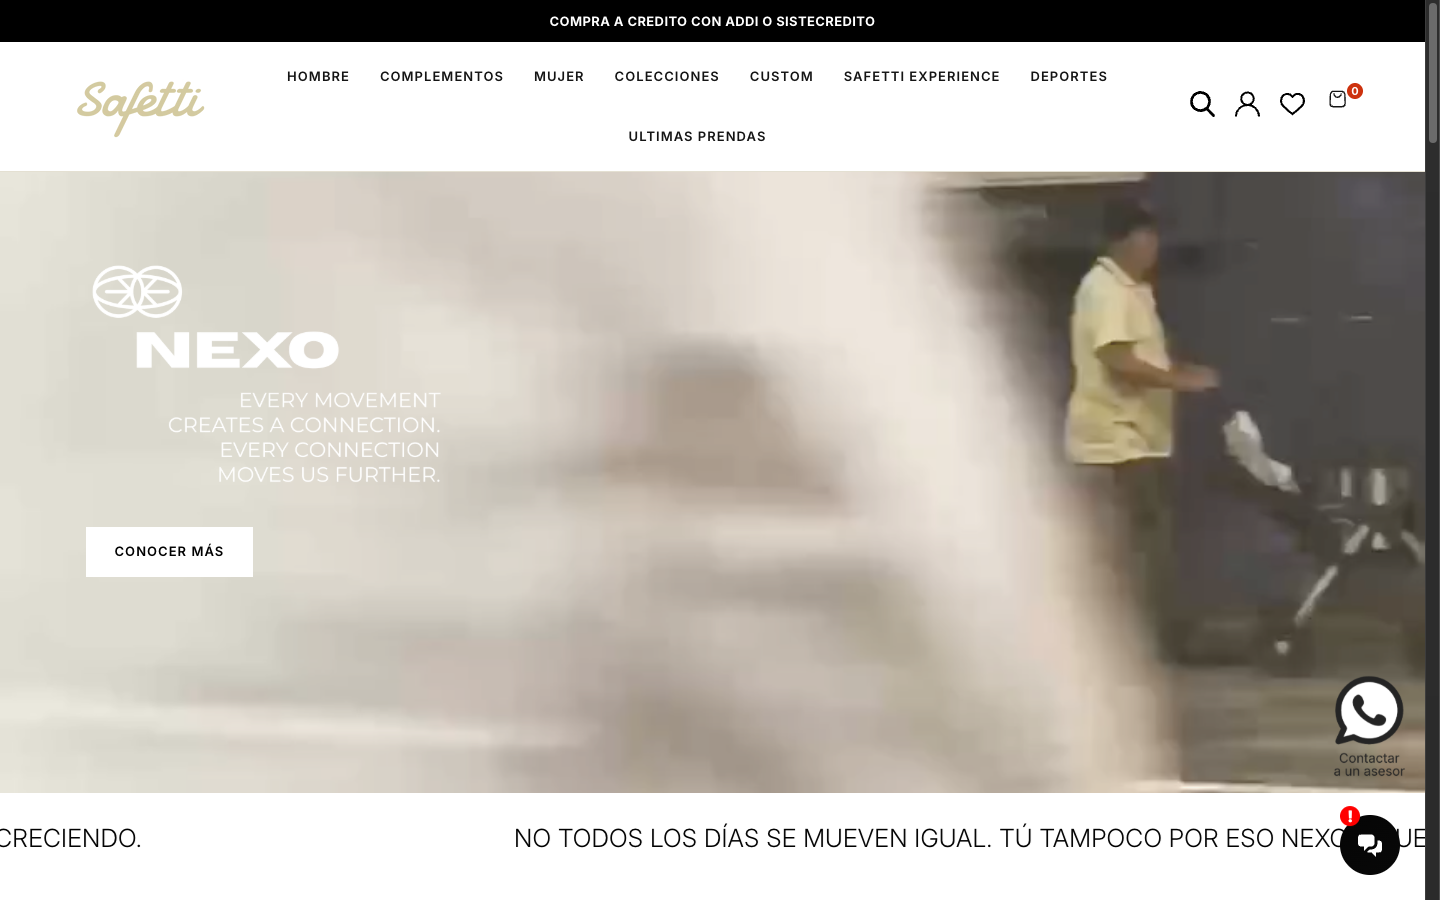 COMPRA A CREDITO CON ADDI O SISTECREDITO
Safetti
HOMBRE COMPLEMENTOS MUJER COLECCIONES CUSTOM SAFETTI EXPERIENCE DEPORTES
ULTIMAS PRENDAS
0
NEXO
EVERY MOVEMENT
CREATES A CONNECTION.
EVERY CONNECTION
MOVES US FURTHER.
CONOCER MÁS
Contactar
a un asesor
CRECIENDO. NO TODOS LOS DÍAS SE MUEVEN IGUAL. TÚ TAMPOCO POR ESO NEXO
!